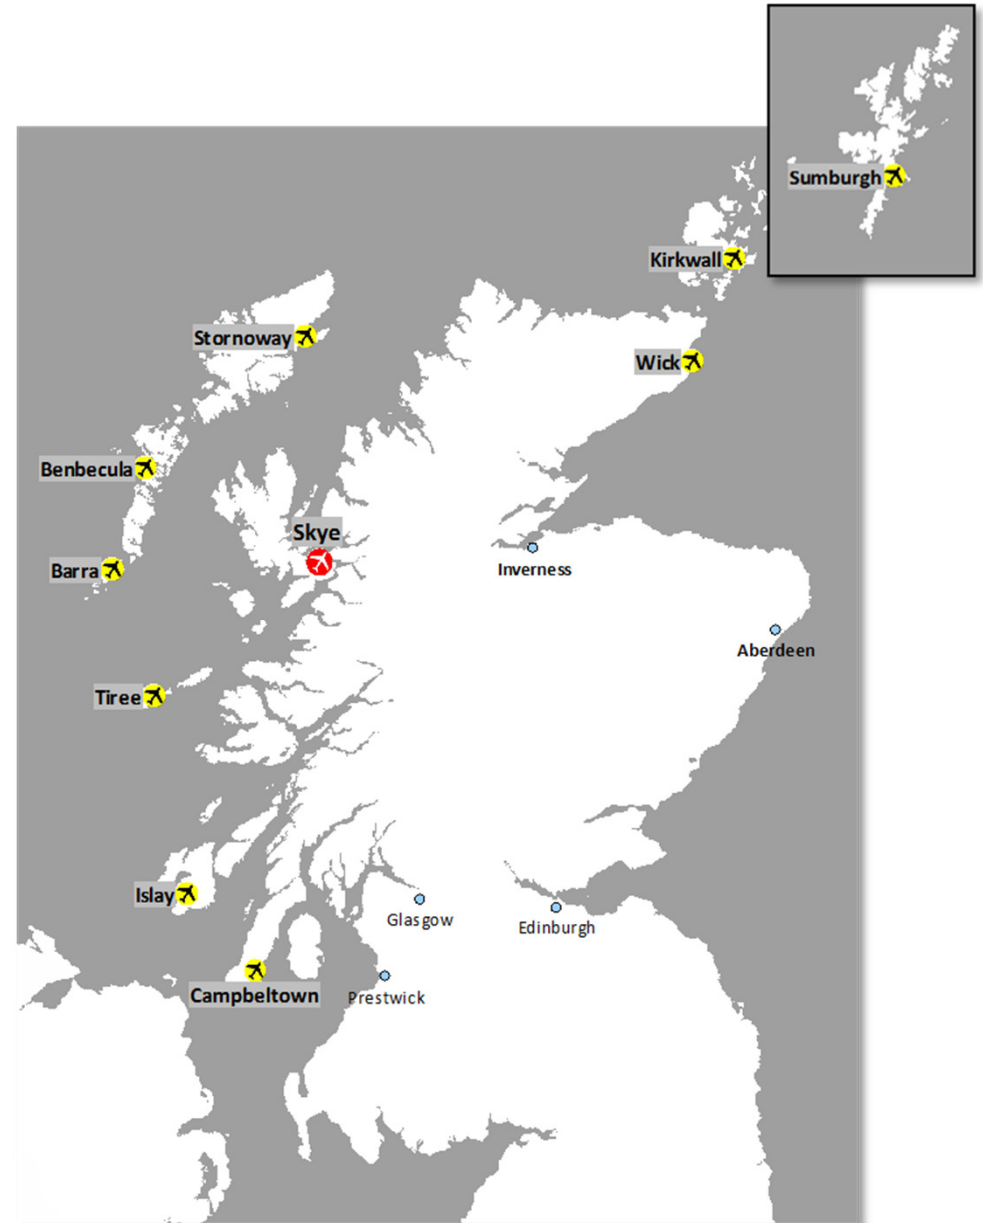 Sumburgh
Kirkwall
Stornoway
Wick
Benbecula
Skye
Barra
Inverness
Aberdeen
Tiree
Islay
Glasgow
Edinburgh
Campbeltown
Prestwick